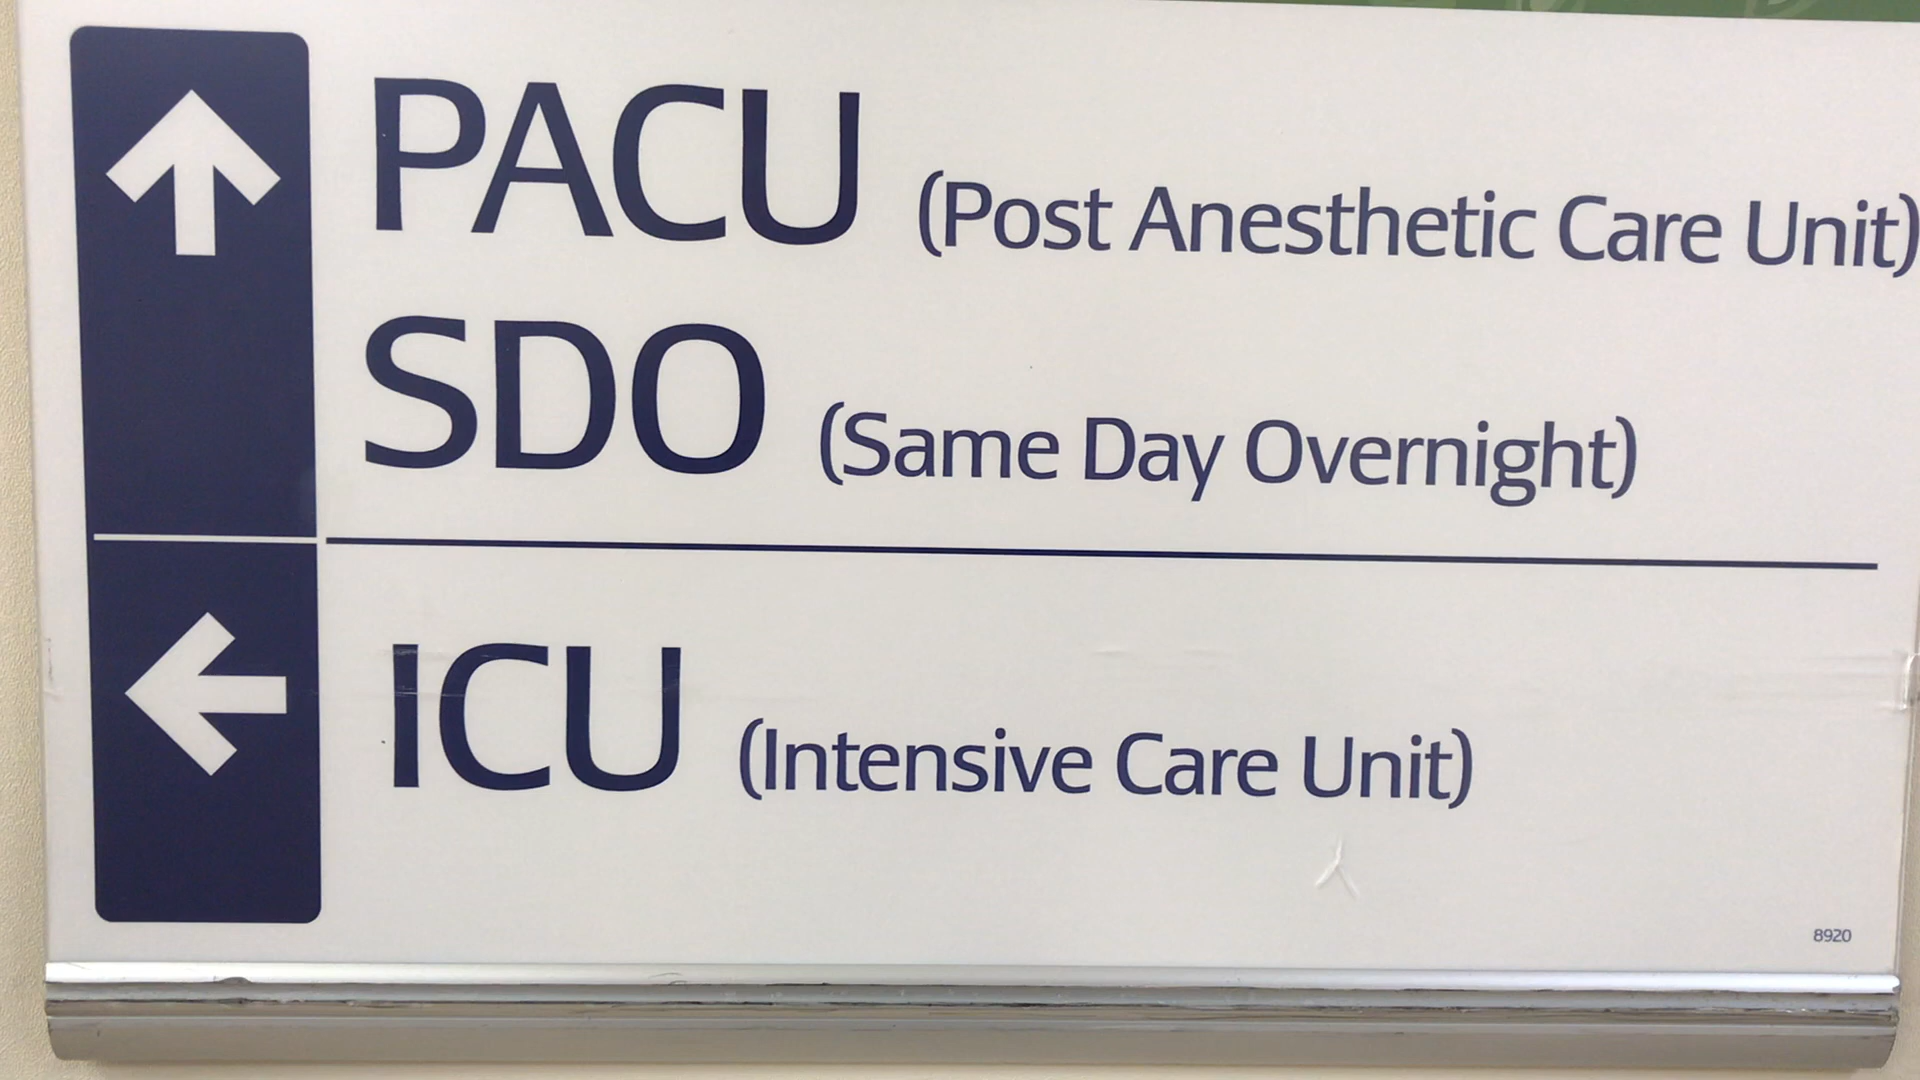 PACU (Post Anesthetic Care Unit)
SDO (Same Day Overnight)
ICU (Intensive Care Unit)
8920